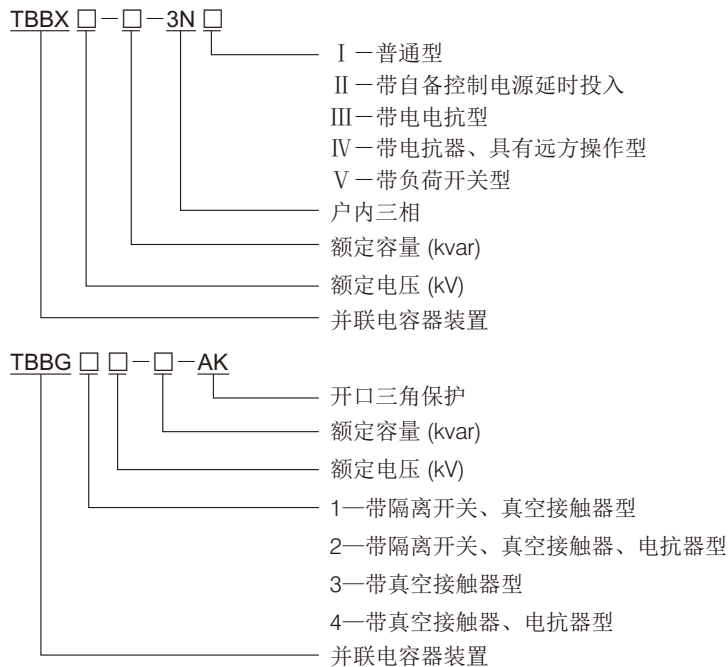 TBBX □－□－3N □
Ⅰ－普通型
Ⅱ－带自备控制电源延时投入
Ⅲ－带电电抗型
Ⅳ－带电抗器、具有远方操作型
Ⅴ－带负荷开关型
户内三相
额定容量 (kvar)
额定电压 (kV)
并联电容器装置
TBBG □ □－□－AK
开口三角保护
额定容量 (kvar)
额定电压 (kV)
1—带隔离开关、真空接触器型
2—带隔离开关、真空接触器、电抗器型
3—带真空接触器型
4—带真空接触器、电抗器型
并联电容器装置